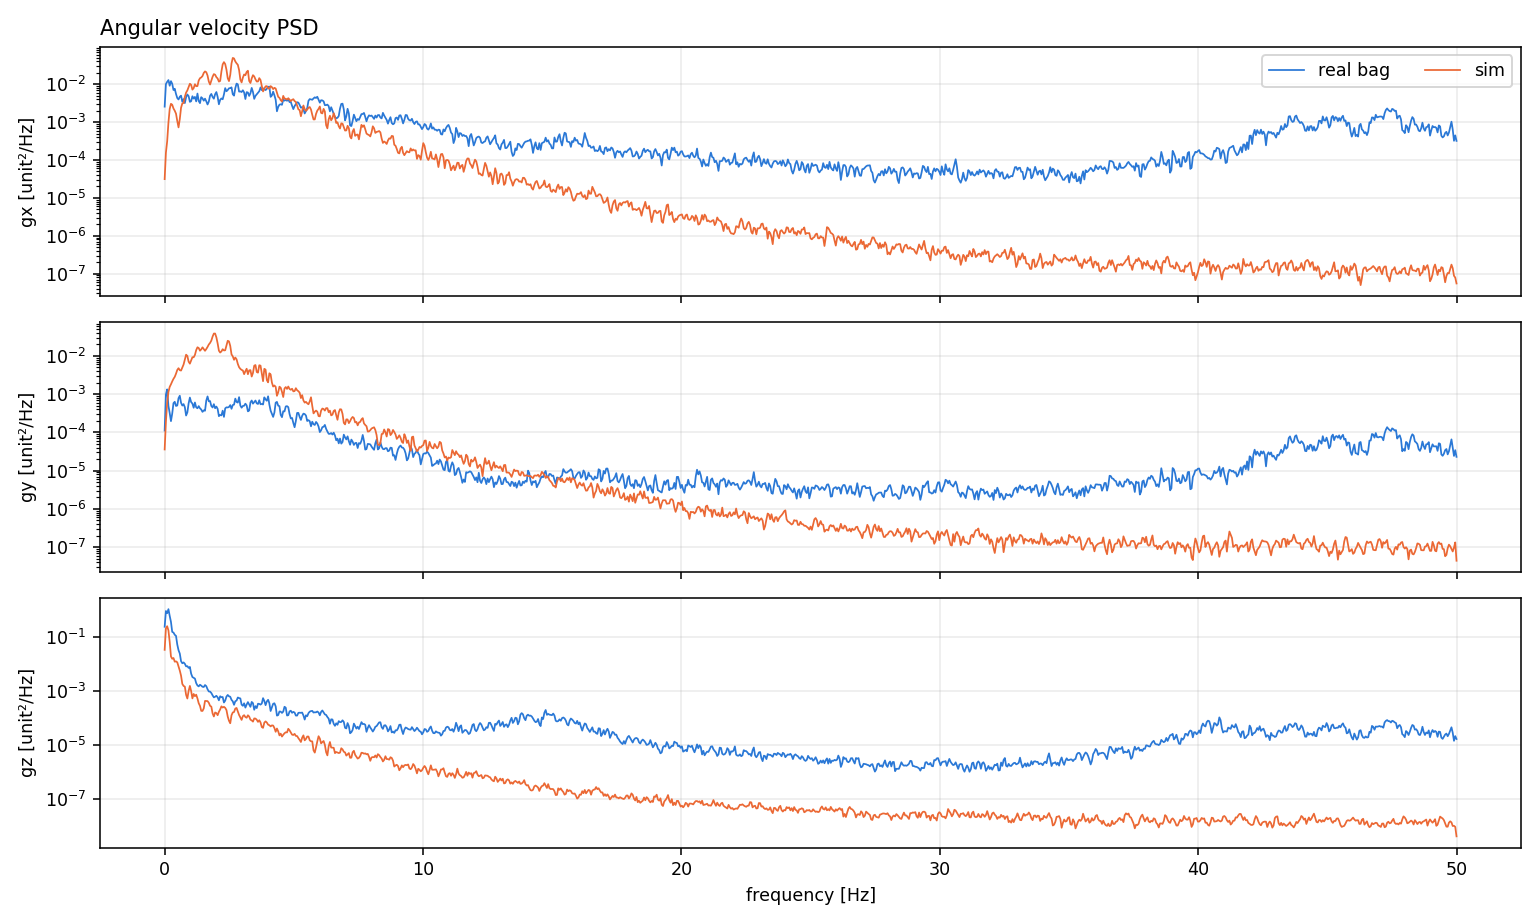 Angular velocity PSD
real bag
sim
gx [unit²/Hz]
10⁻²
10⁻³
10⁻⁴
10⁻⁵
10⁻⁶
10⁻⁷
gy [unit²/Hz]
10⁻²
10⁻³
10⁻⁴
10⁻⁵
10⁻⁶
10⁻⁷
gz [unit²/Hz]
10⁻¹
10⁻³
10⁻⁵
10⁻⁷
0 10 20 30 40 50
frequency [Hz]